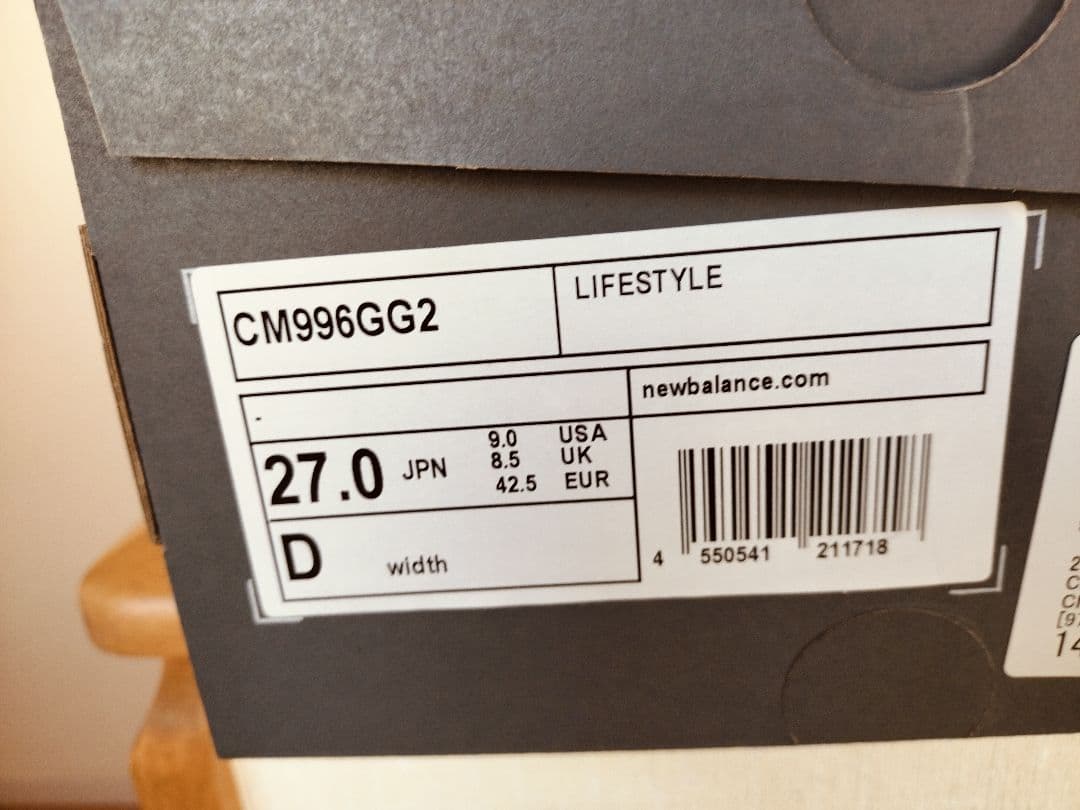 CM996GG2
LIFESTYLE
-
newbalance.com
27.0 JPN
9.0 USA
8.5 UK
42.5 EUR
D width
4 550541 211718